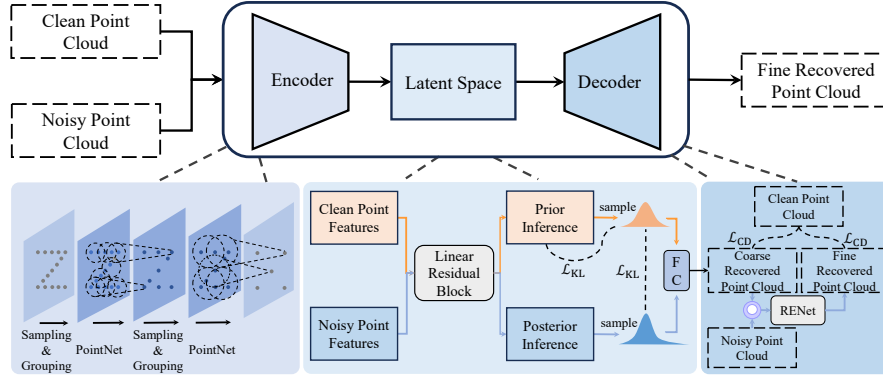 Clean Point
Cloud
Noisy Point
Cloud
Encoder
Latent Space
Decoder
Fine Recovered
Point Cloud
Sampling
&
Grouping
PointNet
Sampling
&
Grouping
PointNet
Clean Point
Features
Noisy Point
Features
Linear
Residual
Block
Prior
Inference
Posterior
Inference
sample
sample
ℒKL
ℒKL
F
C
Clean Point
Cloud
ℒCD
ℒCD
Coarse
Recovered
Point Cloud
Fine
Recovered
Point Cloud
RENet
Noisy Point
Cloud